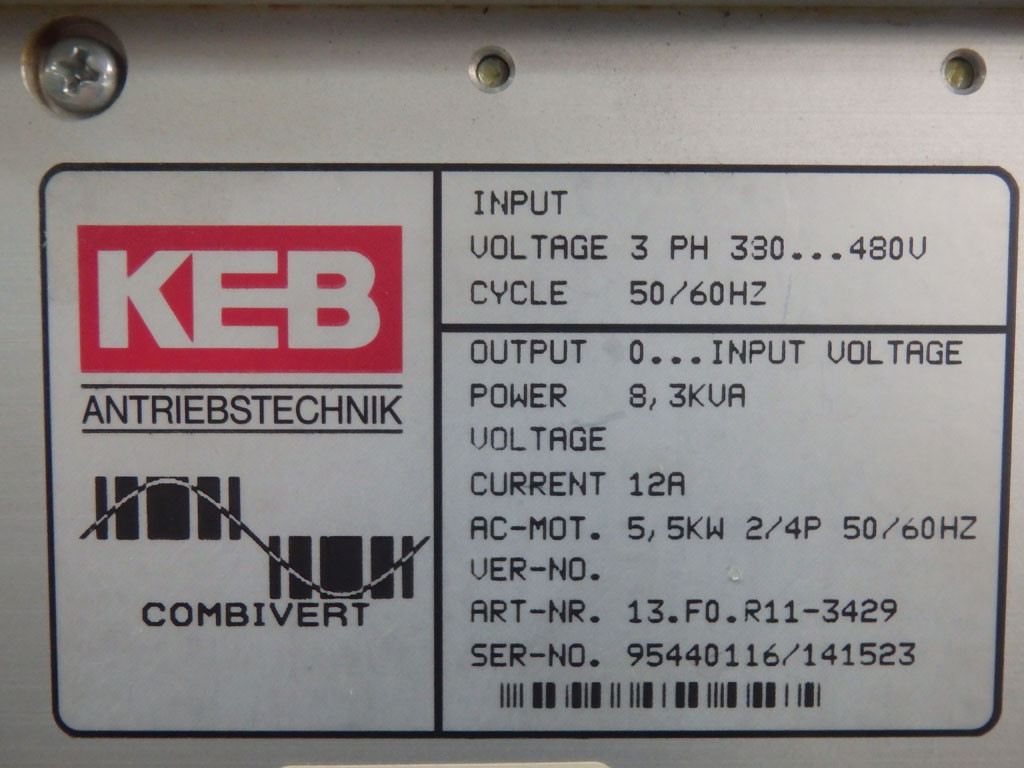 KEB
ANTRIEBSTECHNIK
COMBIVERT
INPUT
VOLTAGE 3 PH 380...480V
CYCLE 50/60HZ
OUTPUT 0...INPUT VOLTAGE
POWER 8,3KVA
VOLTAGE
CURRENT 12A
AC-MOT. 5,5KW 2/4P 50/60HZ
VER-NO.
ART-NR. 13.F0.R11-3429
SER-NO. 95440116/141523